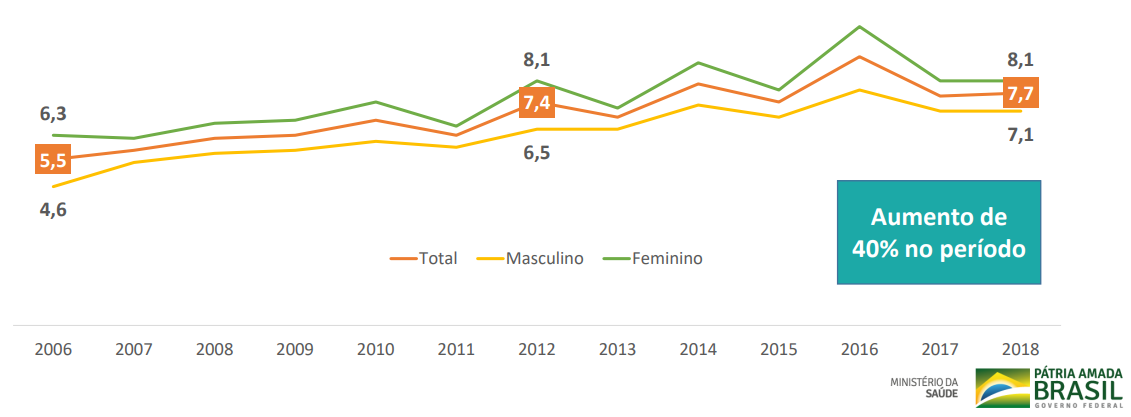 8,1
8,1
7,4
7,7
6,3
5,5
6,5
7,1
4,6
Aumento de
40% no período
Total Masculino Feminino
2006 2007 2008 2009 2010 2011 2012 2013 2014 2015 2016 2017 2018
MINISTÉRIO DA
SAÚDE
PÁTRIA AMADA
BRASIL
GOVERNO FEDERAL